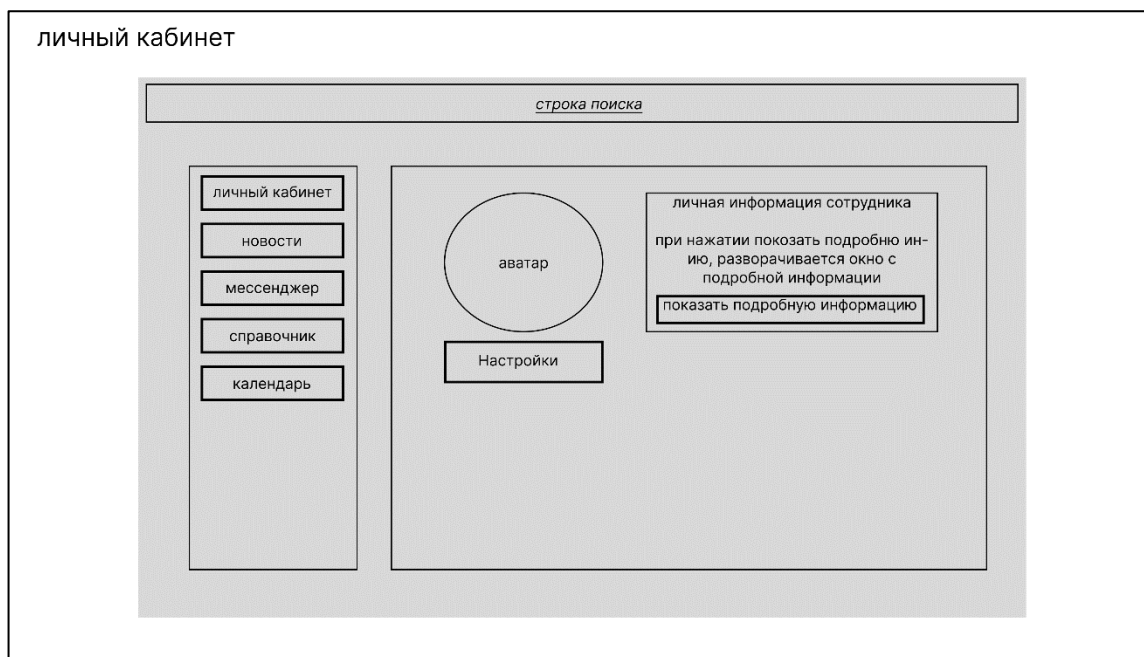 личный кабинет
строка поиска
личный кабинет
новости
мессенджер
справочник
календарь
аватар
Настройки
личная информация сотрудника
при нажатии покозать подробню ин-
ию, разворачивается окно с
подробной информации
показать подробную информацию